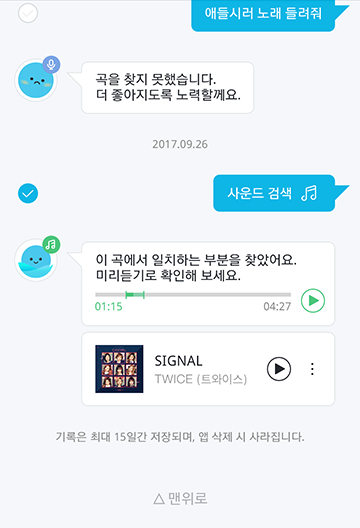 애들시러 노래 들려줘
곡을 찾지 못했습니다.
더 좋아지도록 노력할께요.
2017.09.26
사운드 검색
이 곡에서 일치하는 부분을 찾았어요.
미리듣기로 확인해 보세요.
01:15 04:27
SIGNAL
TWICE (트와이스)
기록은 최대 15일간 저장되며, 앱 삭제 시 사라집니다.
맨위로